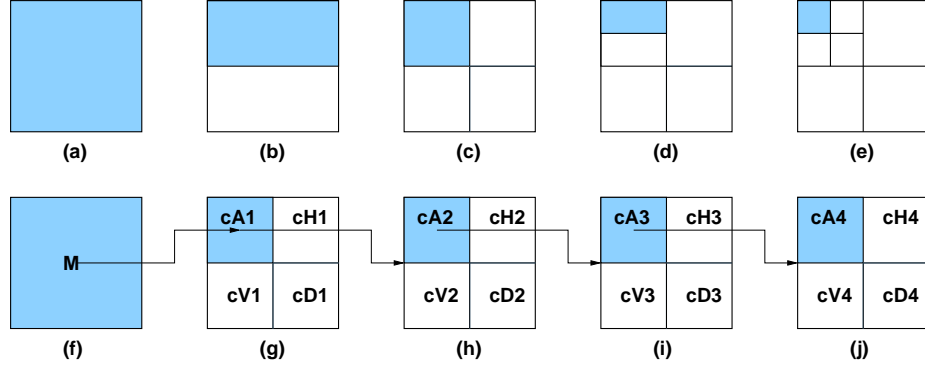 (a) (b) (c) (d) (e)
cA1 cH1 cA2 cH2 cA3 cH3 cA4 cH4
M
cV1 cD1 cV2 cD2 cV3 cD3 cV4 cD4
(f) (g) (h) (i) (j)